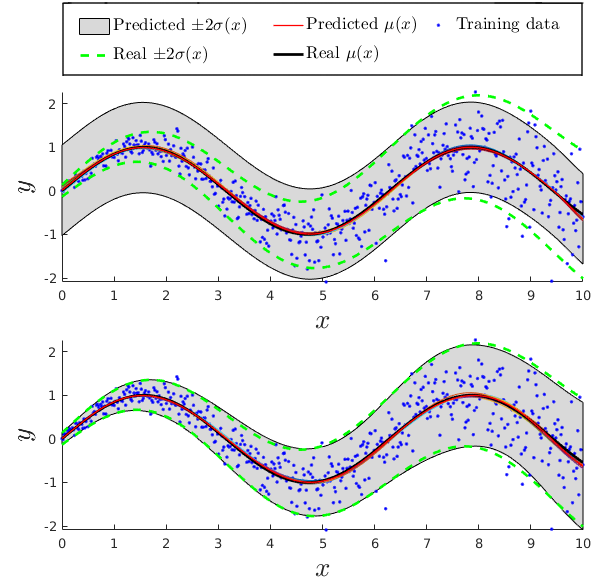 Predicted ±2σ(x) Predicted μ(x) Training data
Real ±2σ(x) Real μ(x)
2
1
0
-1
-2
y
0 1 2 3 4 5 6 7 8 9 10
x
2
1
0
-1
-2
y
0 1 2 3 4 5 6 7 8 9 10
x